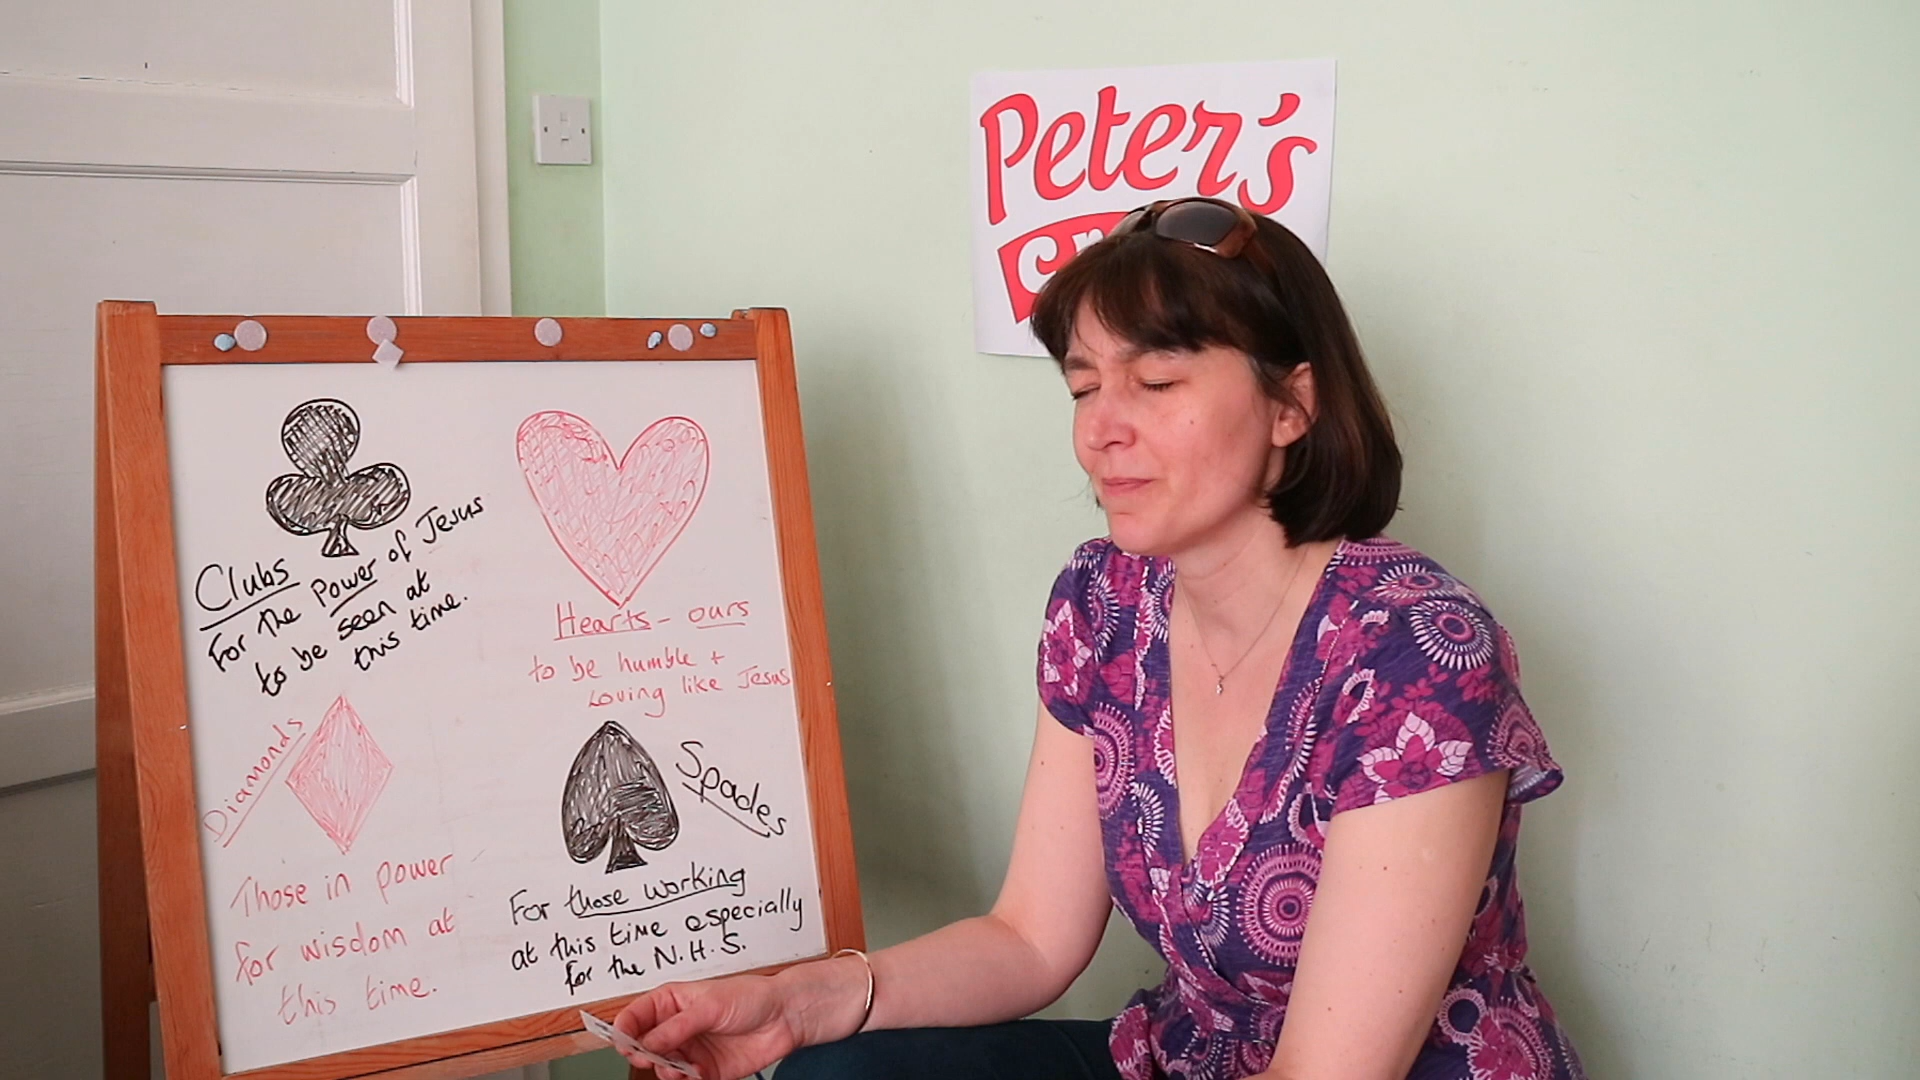 Peter's
Clubs
For the power of Jesus
to be seen at
this time.
Hearts - ours
to be humble +
Loving like Jesus
Diamonds
Those in power
for wisdom at
this time.
Spades
For those working
at this time especially
for the N.H.S.